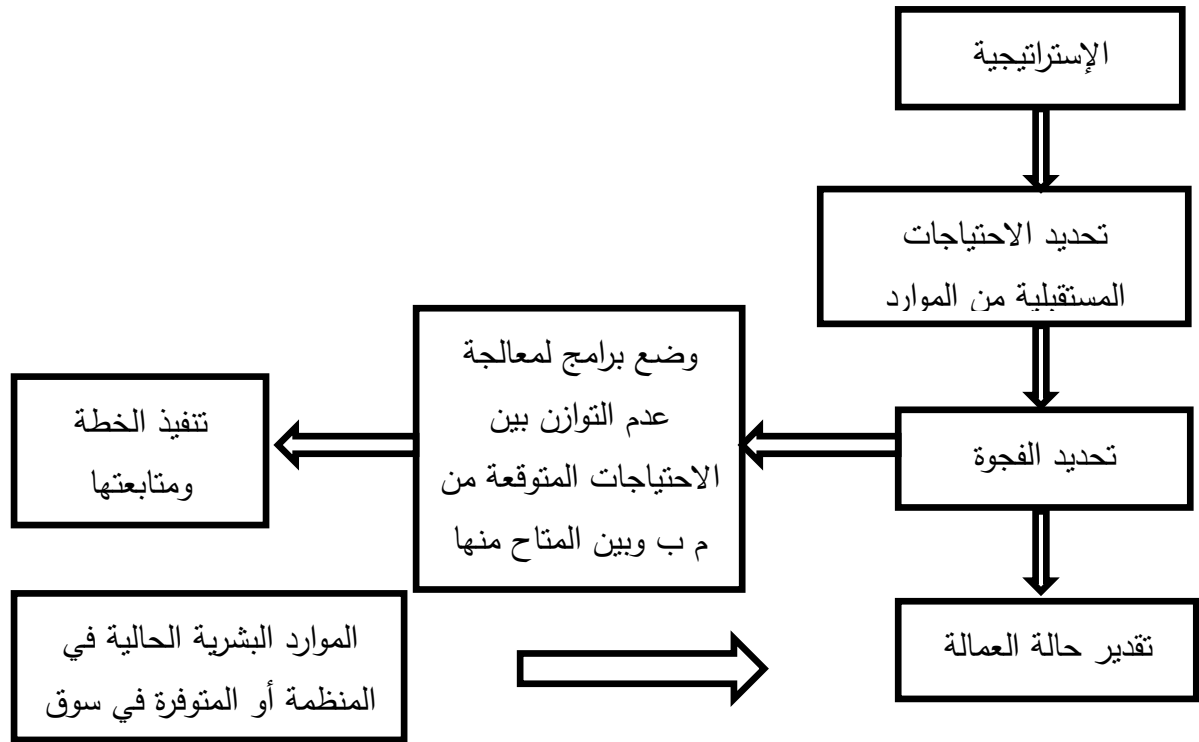 الإستراتيجية
تحديد الاحتياجات
المستقبلية من الموارد
وضع برامج لمعالجة
عدم التوازن بين
الاحتياجات المتوقعة من
م ب وبين المتاح منها
تنفيذ الخطة
ومتابعتها
تحديد الفجوة
تقدير حالة العمالة
الموارد البشرية الحالية في
المنظمة أو المتوفرة في سوق